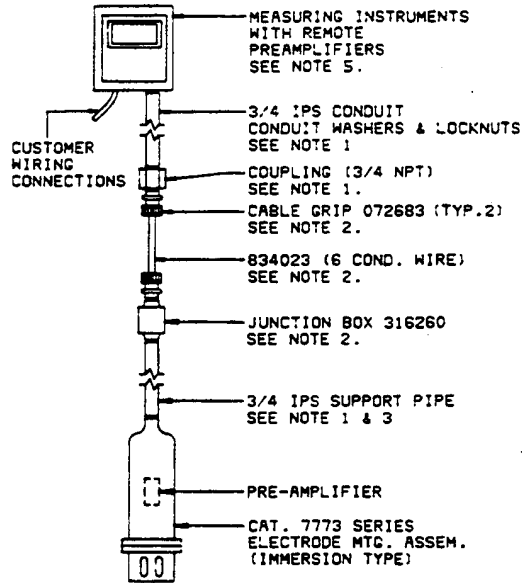 MEASURING INSTRUMENTS
WITH REMOTE
PREAMPLIFIERS
SEE NOTE 5.
3/4 IPS CONDUIT
CONDUIT WASHERS & LOCKNUTS
SEE NOTE 1
CUSTOMER
WIRING
CONNECTIONS
COUPLING (3/4 NPT)
SEE NOTE 1.
CABLE GRIP 072683 (TYP.2)
SEE NOTE 2.
834023 (6 COND. WIRE)
SEE NOTE 2.
JUNCTION BOX 316260
SEE NOTE 2.
3/4 IPS SUPPORT PIPE
SEE NOTE 1 & 3
PRE-AMPLIFIER
CAT. 7773 SERIES
ELECTRODE MTG. ASSEM.
(IMMERSION TYPE)